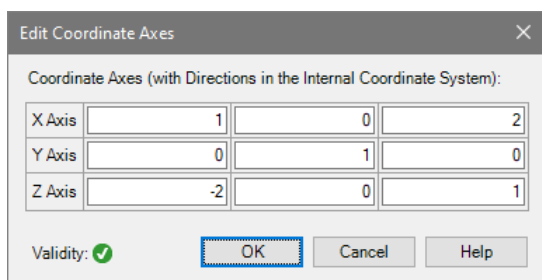 Edit Coordinate Axes
Coordinate Axes (with Directions in the Internal Coordinate System):
X Axis 1 0 2
Y Axis 0 1 0
Z Axis -2 0 1
Validity: OK Cancel Help